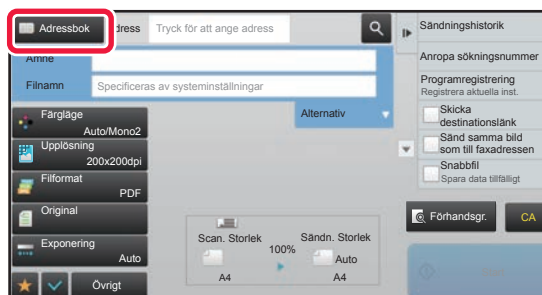 Adressbok
dress
Tryck för att ange adress
Ämne
Filnamn
Specificeras av systeminställningar
Alternativ
Färgläge
Auto/Mono2
Upplösning
200x200dpi
Filformat
PDF
Original
Exponering
Auto
Övrigt
Scan. Storlek
A4
100%
Sändn. Storlek
Auto
A4
Sändningshistorik
Anropa sökningsnummer
Programregistrering
Registrera aktuella inst.
Skicka
destinationslänk
Sänd samma bild
som till faxadressen
Snabbfil
Spara data tillfälligt
Förhandsgr.
CA